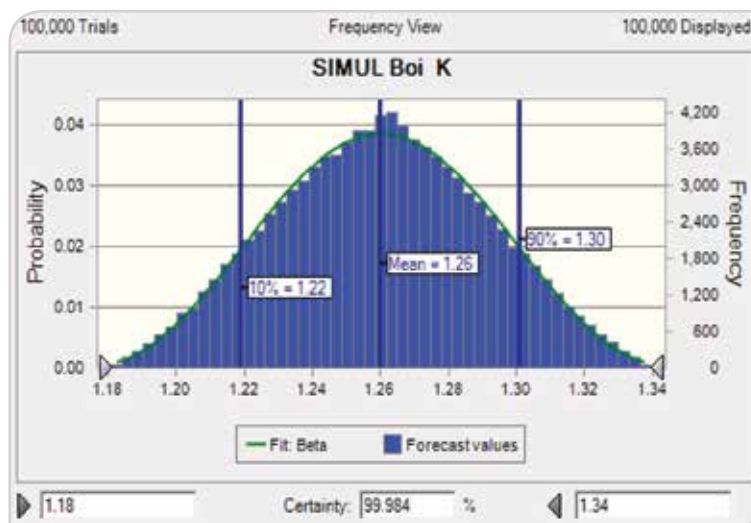 100,000 Trials Frequency View 100,000 Displayed
SIMUL Boi K
Probability
0.04
0.03
0.02
0.01
0.00
10% = 1.22
Mean = 1.26
90% = 1.30
4,200
3,600
3,000
2,400
1,800
1,200
600
0
Frequency
1.18 1.20 1.22 1.24 1.26 1.28 1.30 1.32 1.34
Fit: Beta Forecast values
1.18 Certainty: 99.984 % 1.34